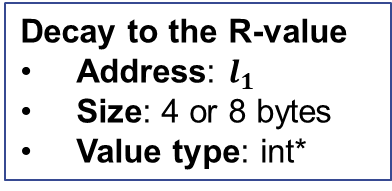 Decay to the R-value
• Address: l₁
• Size: 4 or 8 bytes
• Value type: int*